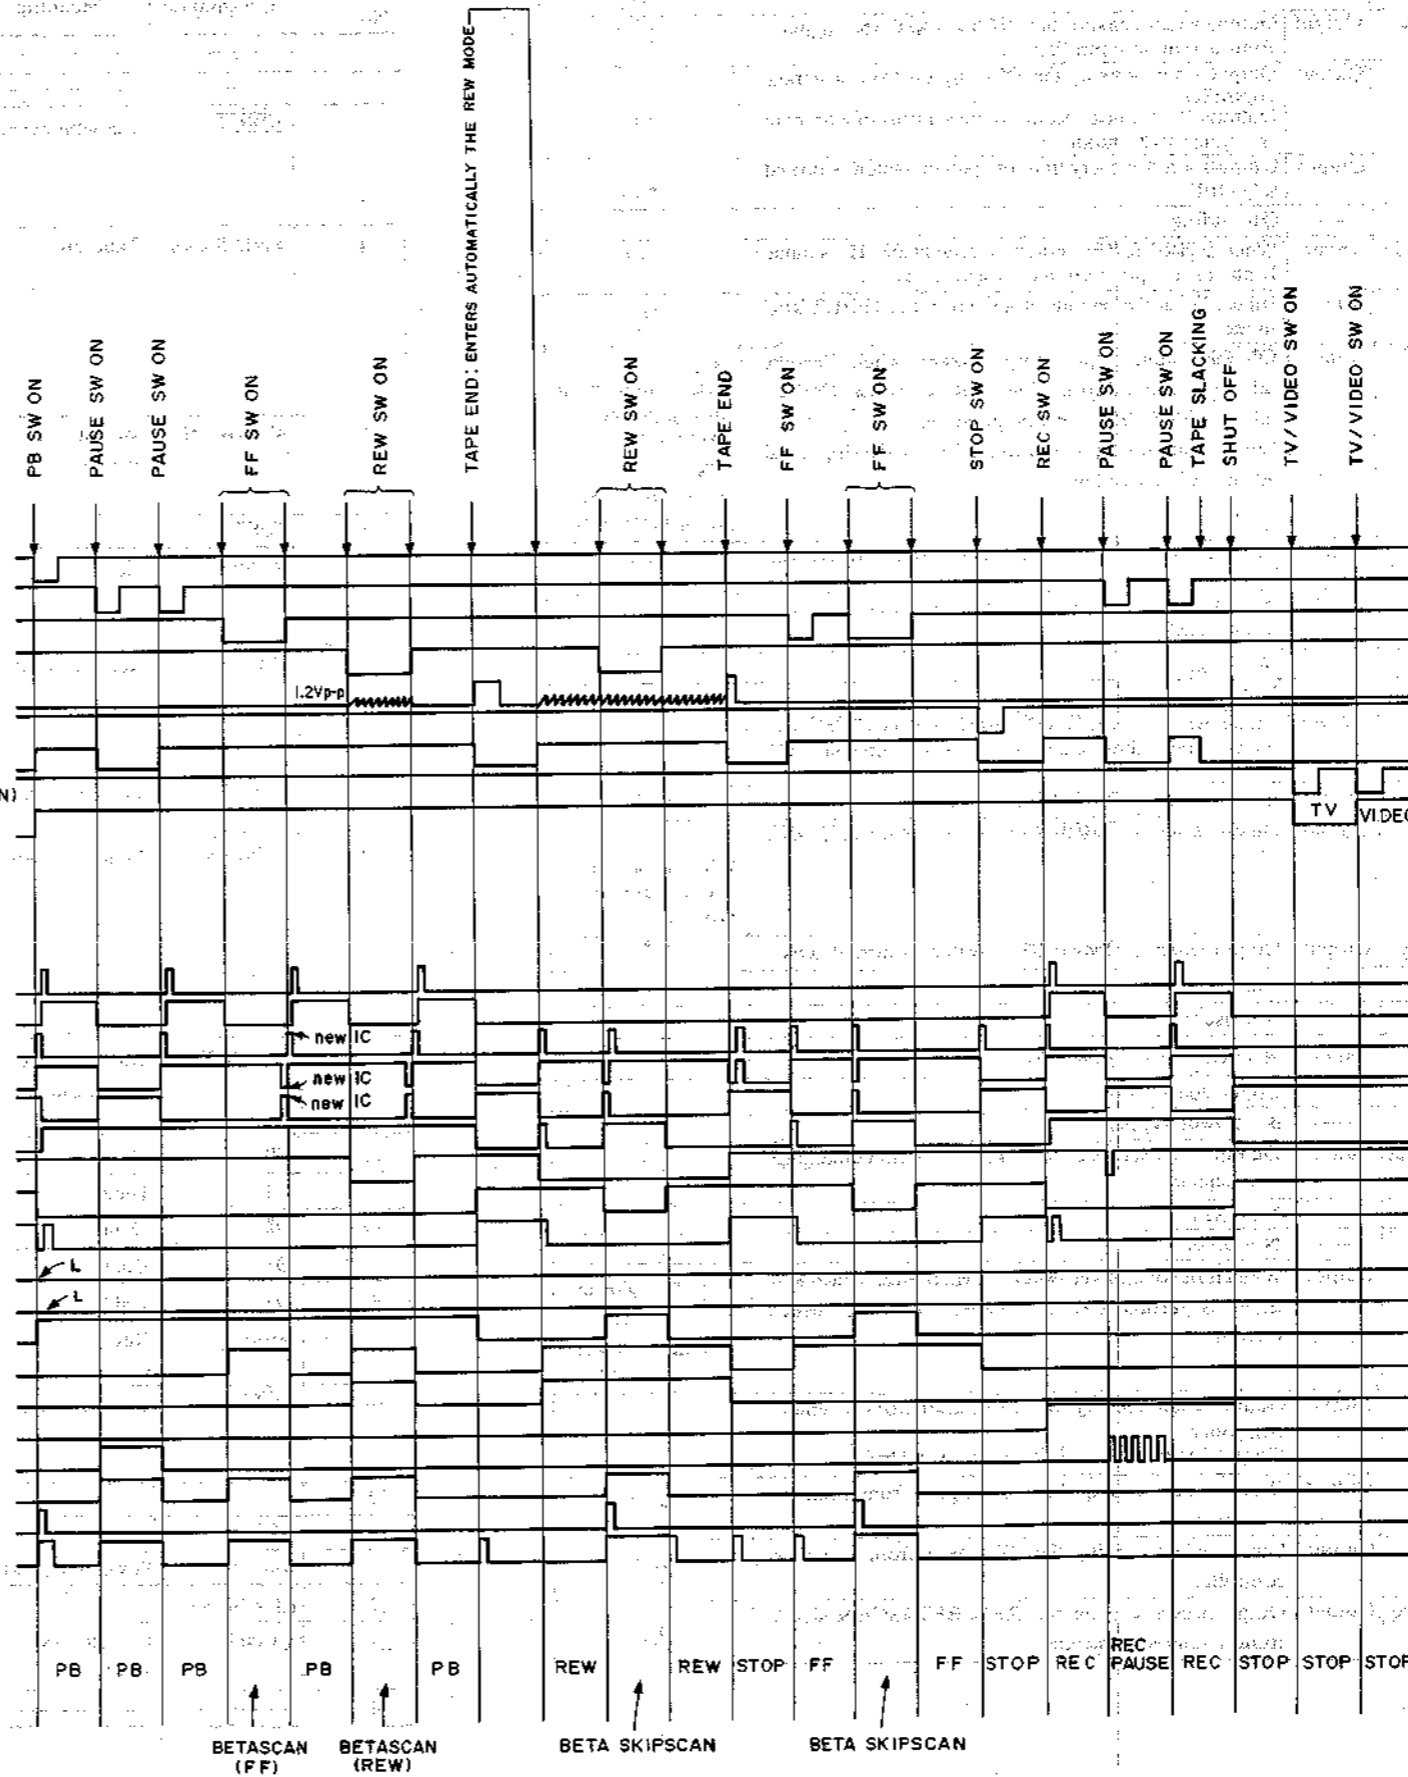 TAPE END: ENTERS AUTOMATICALLY THE REW MODE
PB SW ON
PAUSE SW ON
PAUSE SW ON
FF SW ON
REW SW ON
REW SW ON
TAPE END
FF SW ON
FF SW ON
STOP SW ON
REC SW ON
PAUSE SW ON
PAUSE SW ON
TAPE SLACKING
SHUT OFF
TV/VIDEO SW ON
TV/VIDEO SW ON
1.2Vp-p
N)
TV
VIDEO
new IC
new IC
new IC
L
L
PB
PB
PB
PB
PB
REW
REW
STOP
FF
FF
STOP
REC
REC
PAUSE
REC
STOP
STOP
STOP
BETASCAN
(FF)
BETASCAN
(REW)
BETA SKIPSCAN
BETA SKIPSCAN